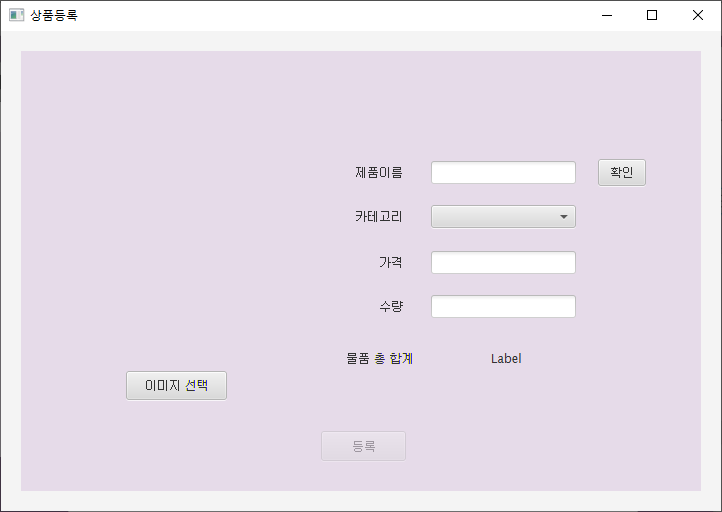 상품등록
제품이름
확인
카테고리
가격
수량
물품 총 합계 Label
이미지 선택
등록